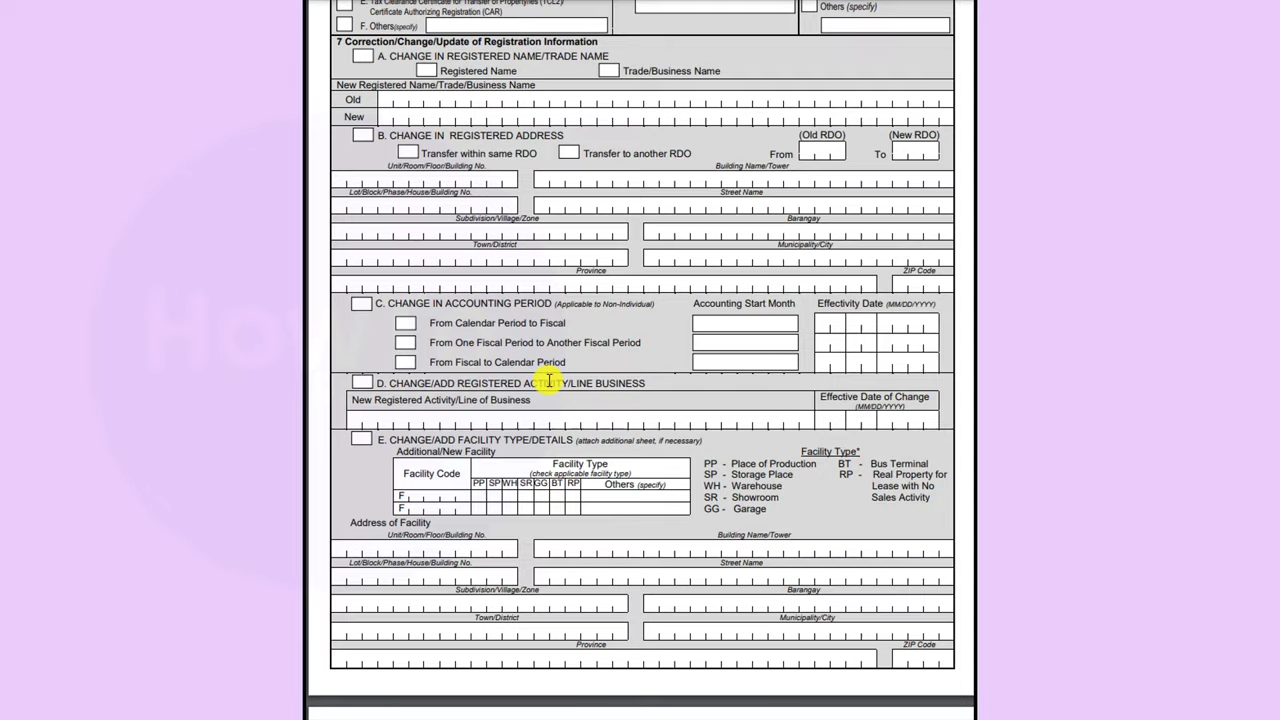 E. Tax Clearance Certificate for Transfer of Property/ies (TCL2)
Certificate Authorizing Registration (CAR)
Others (specify)
F. Others(specify)
7 Correction/Change/Update of Registration Information
A. CHANGE IN REGISTERED NAME/TRADE NAME
Registered Name Trade/Business Name
New Registered Name/Trade/Business Name
Old
New
B. CHANGE IN REGISTERED ADDRESS (Old RDO) (New RDO)
Transfer within same RDO Transfer to another RDO From To
Unit/Room/Floor/Building No. Building Name/Tower
Lot/Block/Phase/House/Building No. Street Name
Subdivision/Village/Zone Barangay
Town/District Municipality/City
Province ZIP Code
C. CHANGE IN ACCOUNTING PERIOD (Applicable to Non-Individual) Accounting Start Month Effectivity Date (MM/DD/YYYY)
From Calendar Period to Fiscal
From One Fiscal Period to Another Fiscal Period
From Fiscal to Calendar Period
D. CHANGE/ADD REGISTERED ACTIVITY/LINE BUSINESS
New Registered Activity/Line of Business Effective Date of Change
(MM/DD/YYYY)
E. CHANGE/ADD FACILITY TYPE/DETAILS (attach additional sheet, if necessary)
Additional/New Facility Facility Type*
Facility Code Facility Type
(check applicable facility type)
PP SP WH SR GG BT RP Others (specify)
F
F
PP - Place of Production BT - Bus Terminal
SP - Storage Place RP - Real Property for
WH - Warehouse Lease with No
SR - Showroom Sales Activity
GG - Garage
Address of Facility
Unit/Room/Floor/Building No. Building Name/Tower
Lot/Block/Phase/House/Building No. Street Name
Subdivision/Village/Zone Barangay
Town/District Municipality/City
Province ZIP Code
How